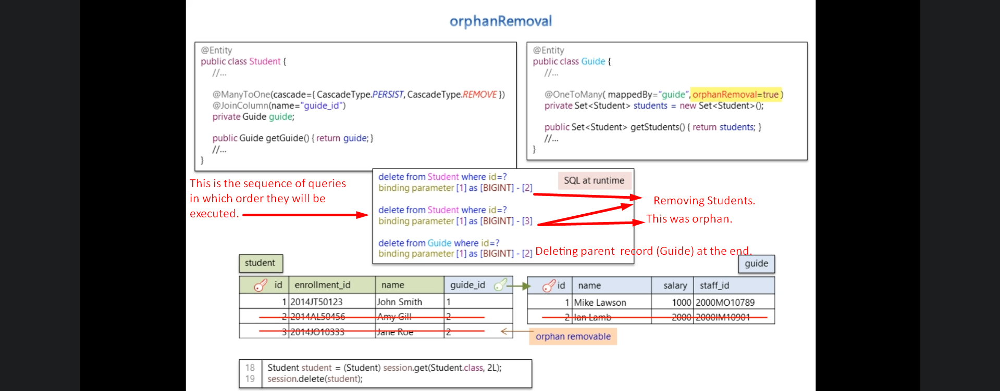 orphanRemoval
@Entity
public class Student {
//...
@ManyToOne(cascade={ CascadeType.PERSIST, CascadeType.REMOVE })
@JoinColumn(name="guide_id")
private Guide guide;
public Guide getGuide() { return guide; }
//...
}
@Entity
public class Guide {
//...
@OneToMany( mappedBy="guide", orphanRemoval=true )
private Set<Student> students = new Set<Student>();
public Set<Student> getStudents() { return students; }
//...
}
This is the sequence of queries
in which order they will be
executed.
delete from Student where id=?
binding parameter [1] as [BIGINT] - [2]
SQL at runtime
delete from Student where id=?
binding parameter [1] as [BIGINT] - [3]
delete from Guide where id=?
binding parameter [1] as [BIGINT] - [2]
Removing Students.
This was orphan.
Deleting parent record (Guide) at the end.
student
id enrollment_id name guide_id
1 2014JT50123 John Smith 1
2 2014AL50456 Amy Gill 2
3 2014JO10333 Jane Roe 2
guide
id name salary staff_id
1 Mike Lawson 1000 2000MO10789
2 Ian Lamb 2000 2000IM10901
orphan removable
18 Student student = (Student) session.get(Student.class, 2L);
19 session.delete(student);